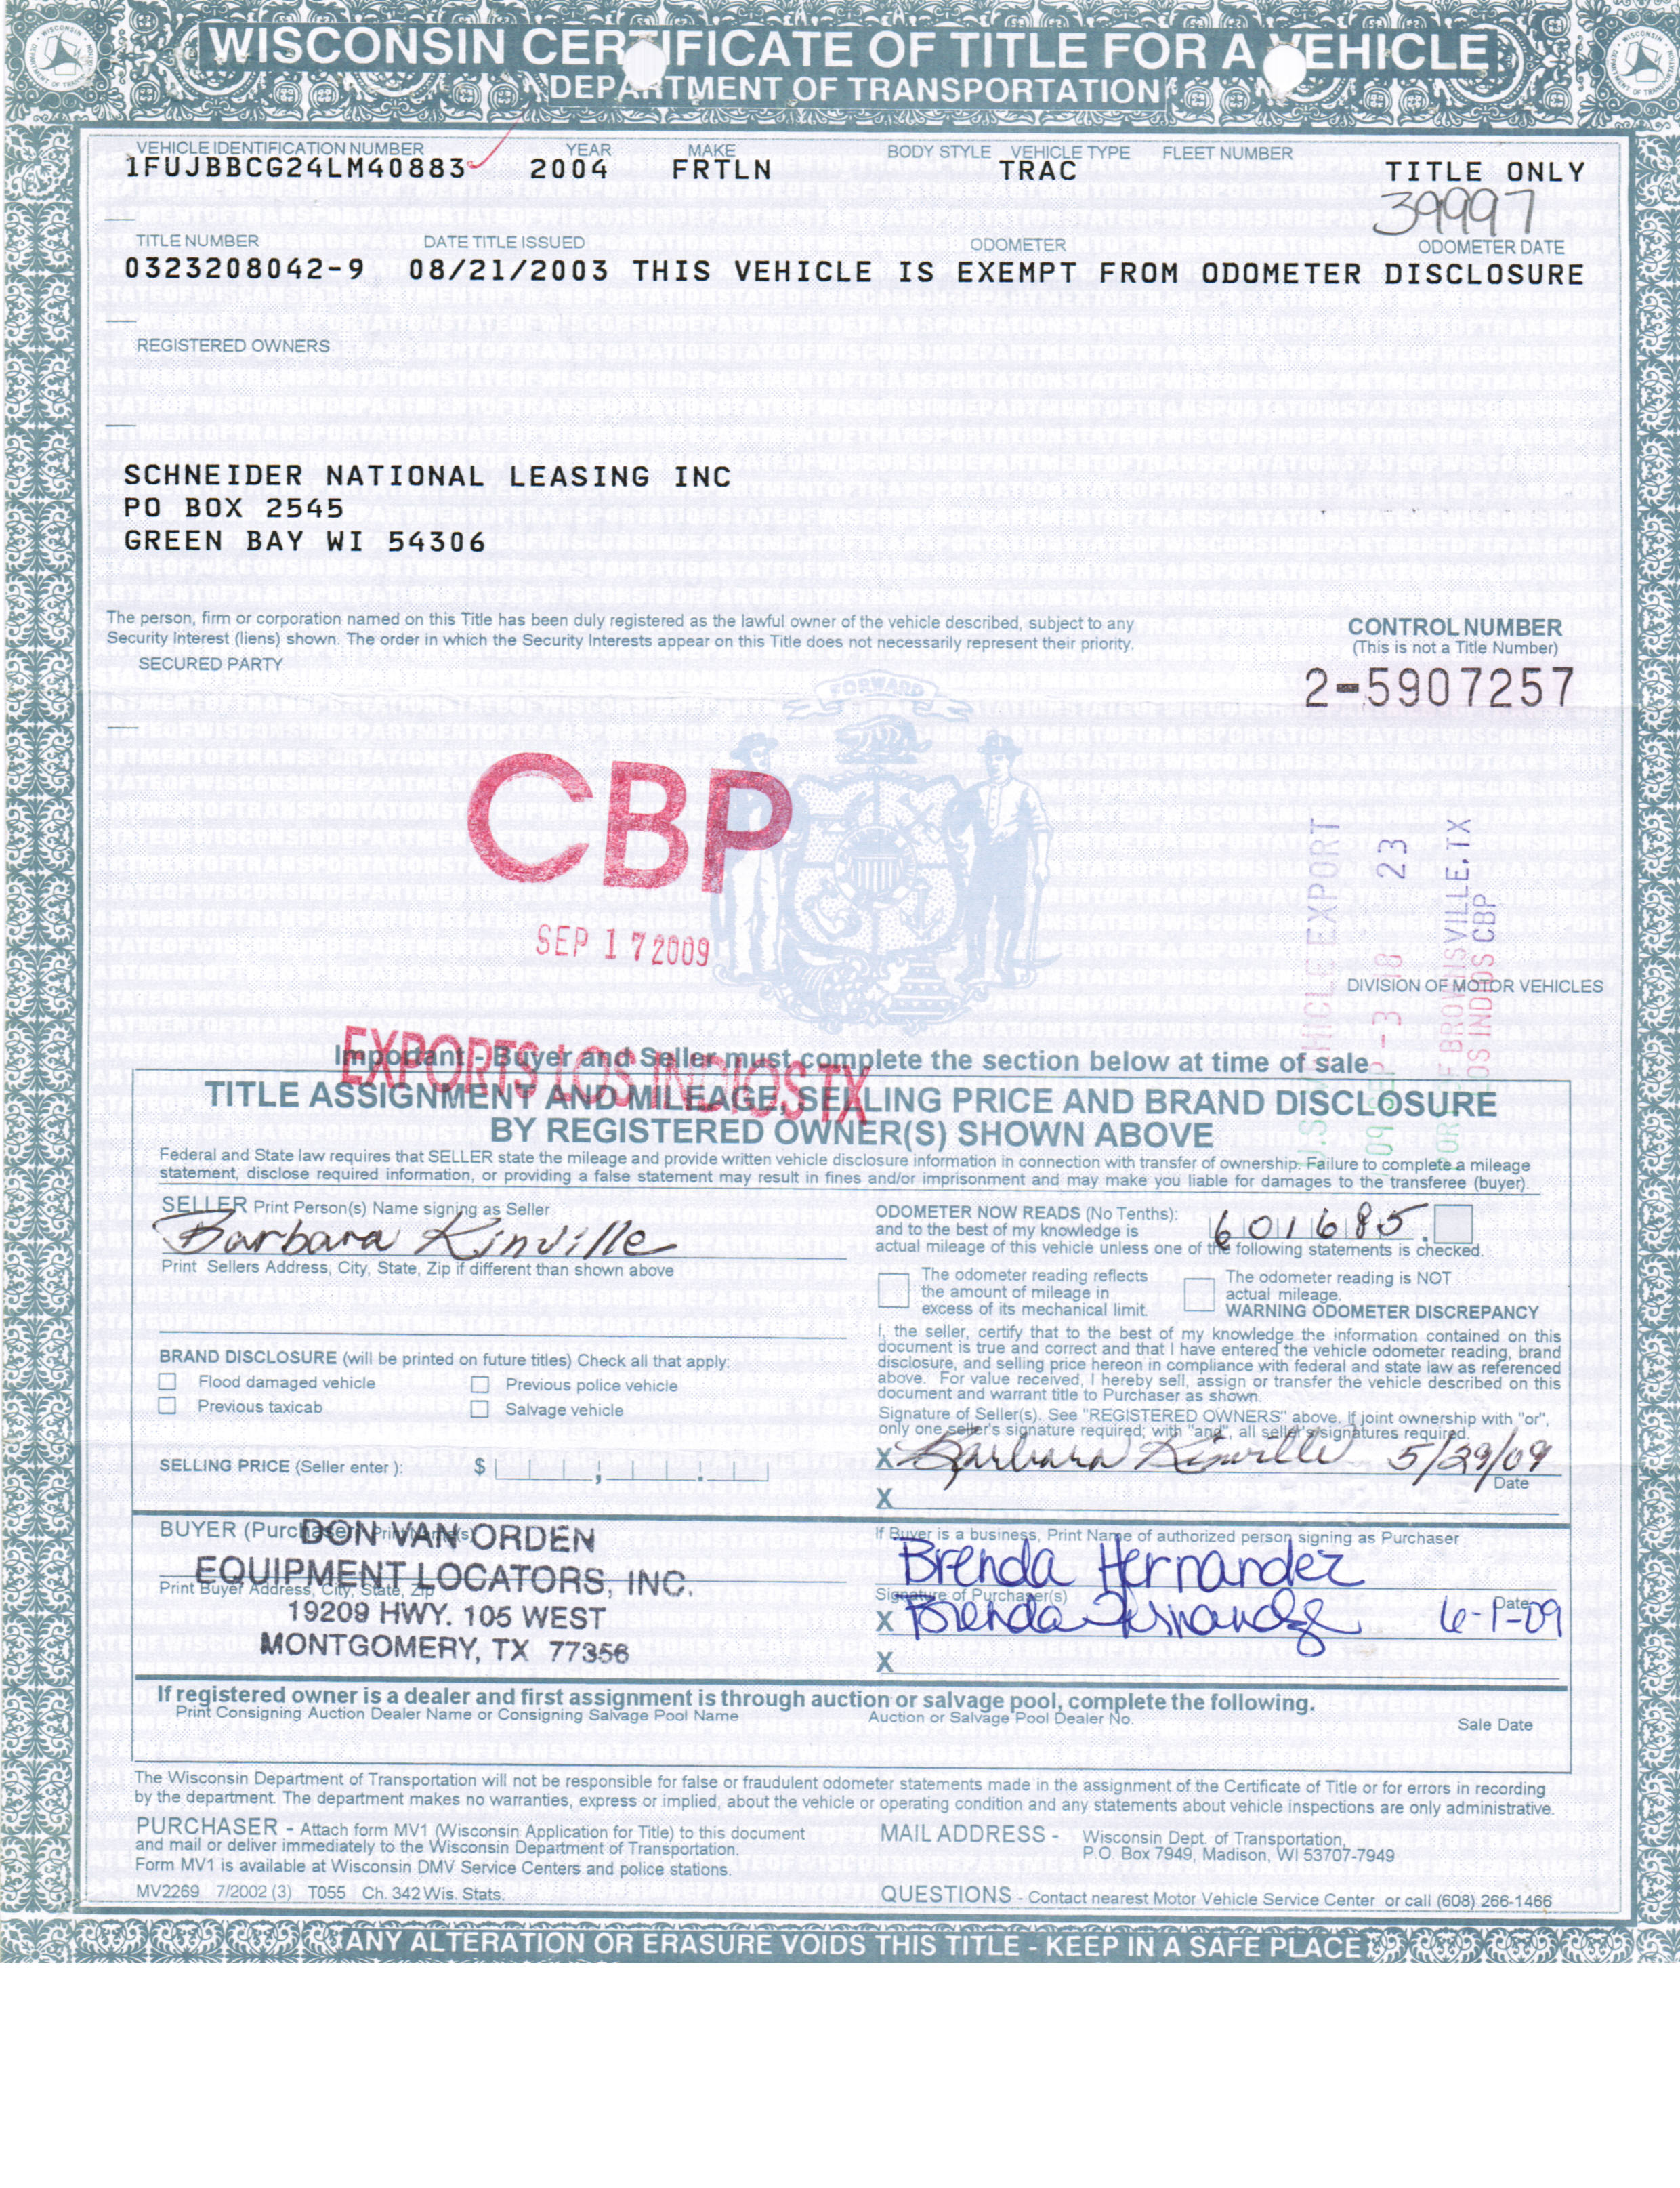 WISCONSIN CERTIFICATE OF TITLE FOR A VEHICLE
DEPARTMENT OF TRANSPORTATION
VEHICLE IDENTIFICATION NUMBER YEAR MAKE BODY STYLE VEHICLE TYPE FLEET NUMBER
1FUJBBCG24LM40883 2004 FRTLN TRAC TITLE ONLY
39997
TITLE NUMBER DATE TITLE ISSUED ODOMETER ODOMETER DATE
0323208042-9 08/21/2003 THIS VEHICLE IS EXEMPT FROM ODOMETER DISCLOSURE
REGISTERED OWNERS
SCHNEIDER NATIONAL LEASING INC
PO BOX 2545
GREEN BAY WI 54306
The person, firm or corporation named on this Title has been duly registered as the lawful owner of the vehicle described, subject to any
Security Interest (liens) shown. The order in which the Security Interests appear on this Title does not necessarily represent their priority.
SECURED PARTY
CONTROL NUMBER
(This is not a Title Number)
2-5907257
FORWARD
CBP
SEP 17 2009
EXPORTS LOS INDIOS TX
U.S. VEHICLE EXPORT
09 SEP -3 18 23
PORT OF BROWNSVILLE, TX
LOS INDIOS CBP
DIVISION OF MOTOR VEHICLES
Important - Buyer and Seller must complete the section below at time of sale
TITLE ASSIGNMENT AND MILEAGE, SELLING PRICE AND BRAND DISCLOSURE
BY REGISTERED OWNER(S) SHOWN ABOVE
Federal and State law requires that SELLER state the mileage and provide written vehicle disclosure information in connection with transfer of ownership. Failure to complete a mileage
statement, disclose required information, or providing a false statement may result in fines and/or imprisonment and may make you liable for damages to the transferee (buyer).
SELLER Print Person(s) Name signing as Seller
Barbara Kinville
Print Sellers Address, City, State, Zip if different than shown above
BRAND DISCLOSURE (will be printed on future titles) Check all that apply:
Flood damaged vehicle Previous police vehicle
Previous taxicab Salvage vehicle
SELLING PRICE (Seller enter ): $
ODOMETER NOW READS (No Tenths): 601685
and to the best of my knowledge is
actual mileage of this vehicle unless one of the following statements is checked.
The odometer reading reflects
the amount of mileage in
excess of its mechanical limit.
The odometer reading is NOT
actual mileage.
WARNING ODOMETER DISCREPANCY
I, the seller, certify that to the best of my knowledge the information contained on this
document is true and correct and that I have entered the vehicle odometer reading, brand
disclosure, and selling price hereon in compliance with federal and state law as referenced
above. For value received, I hereby sell, assign or transfer the vehicle described on this
document and warrant title to Purchaser as shown.
Signature of Seller(s). See "REGISTERED OWNERS" above. If joint ownership with "or",
only one seller's signature required; with "and", all seller's signatures required.
X Barbara Kinville 5/29/09
Date
X
BUYER (Purchaser) Print Name(s)
DON VAN ORDEN
EQUIPMENT LOCATORS, INC.
Print Buyer Address, City, State, Zip
19209 HWY. 105 WEST
MONTGOMERY, TX 77356
If Buyer is a business, Print Name of authorized person signing as Purchaser
Brenda Hernandez
Signature of Purchaser(s) Date
X Brenda Hernandez 6-1-09
X
If registered owner is a dealer and first assignment is through auction or salvage pool, complete the following.
Print Consigning Auction Dealer Name or Consigning Salvage Pool Name Auction or Salvage Pool Dealer No. Sale Date
The Wisconsin Department of Transportation will not be responsible for false or fraudulent odometer statements made in the assignment of the Certificate of Title or for errors in recording
by the department. The department makes no warranties, express or implied, about the vehicle or operating condition and any statements about vehicle inspections are only administrative.
PURCHASER - Attach form MV1 (Wisconsin Application for Title) to this document
and mail or deliver immediately to the Wisconsin Department of Transportation.
Form MV1 is available at Wisconsin DMV Service Centers and police stations.
MV2269 7/2002 (3) T055 Ch. 342 Wis. Stats.
MAIL ADDRESS - Wisconsin Dept. of Transportation,
P.O. Box 7949, Madison, WI 53707-7949
QUESTIONS - Contact nearest Motor Vehicle Service Center or call (608) 266-1466
ANY ALTERATION OR ERASURE VOIDS THIS TITLE - KEEP IN A SAFE PLACE